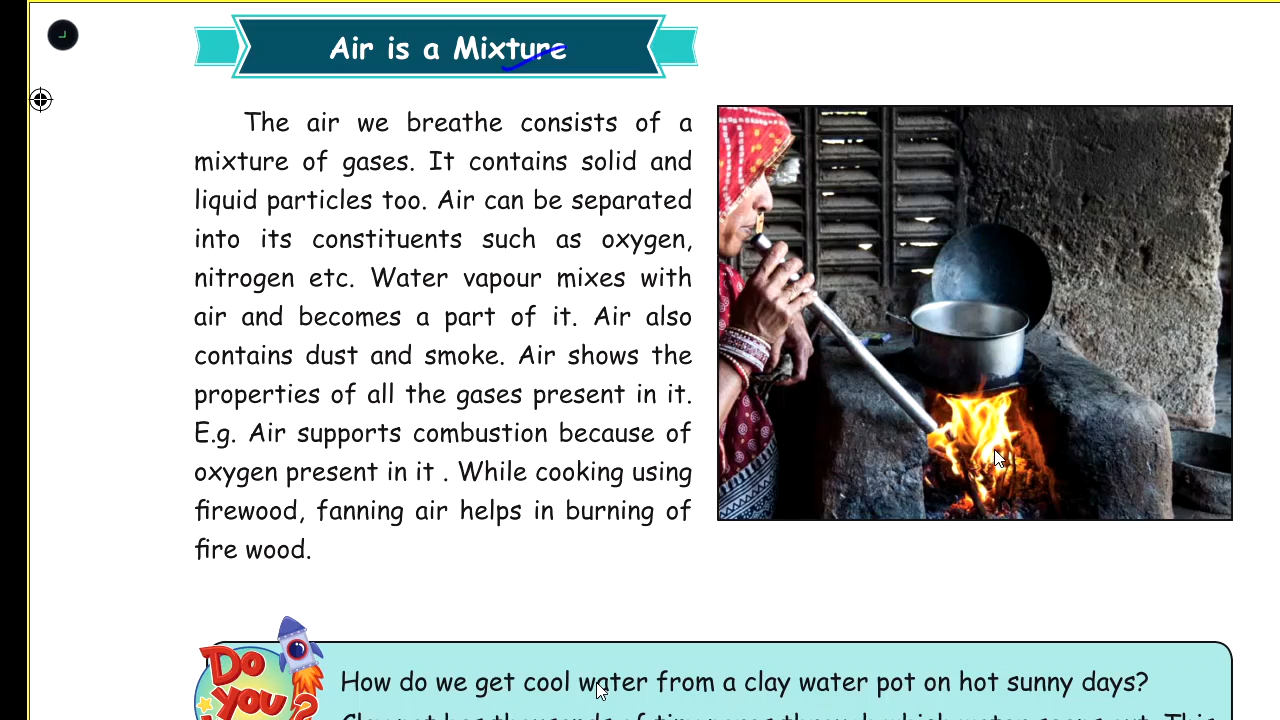 Air is a Mixture
The air we breathe consists of a
mixture of gases. It contains solid and
liquid particles too. Air can be separated
into its constituents such as oxygen,
nitrogen etc. Water vapour mixes with
air and becomes a part of it. Air also
contains dust and smoke. Air shows the
properties of all the gases present in it.
E.g. Air supports combustion because of
oxygen present in it . While cooking using
firewood, fanning air helps in burning of
fire wood.
Do
you
How do we get cool water from a clay water pot on hot sunny days?